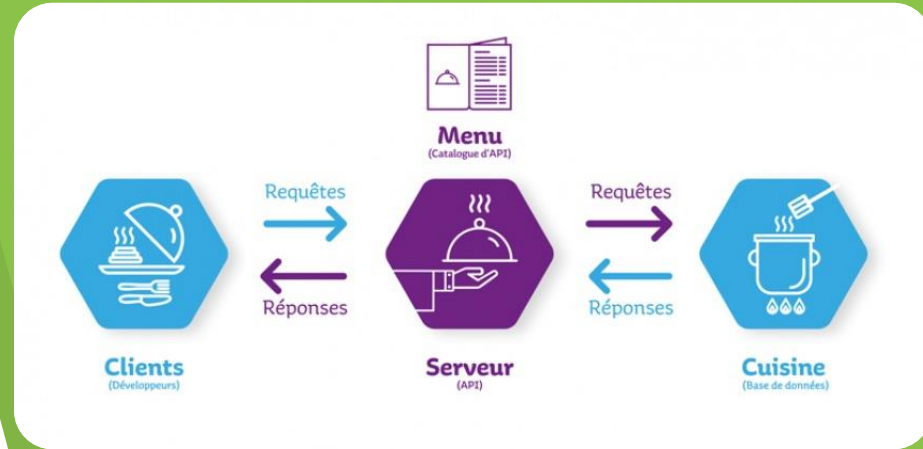 Menu
(Catalogue d'API)
Requêtes
Requêtes
Réponses
Réponses
Clients
(Développeurs)
Serveur
(API)
Cuisine
(Base de données)